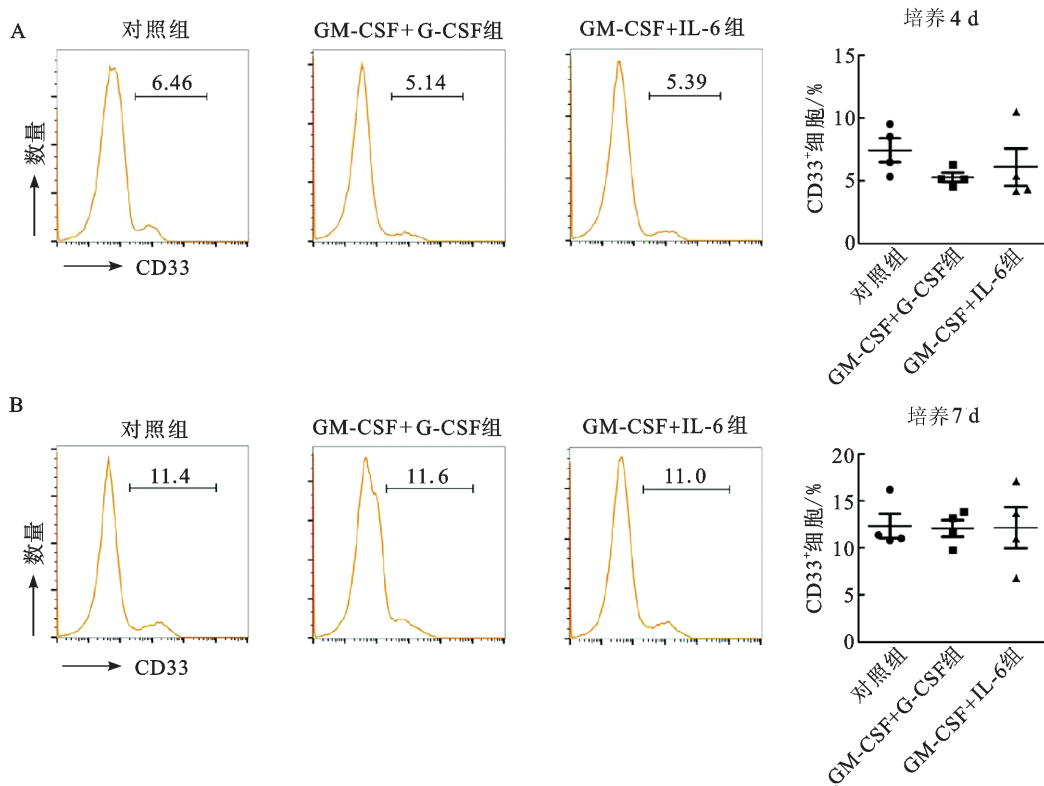 A
对照组
GM-CSF+G-CSF组
GM-CSF+IL-6组
培养4 d
6.46
5.14
5.39
数量
CD33
CD33+细胞/%
15
10
5
0
对照组
GM-CSF+G-CSF组
GM-CSF+IL-6组
B
对照组
GM-CSF+G-CSF组
GM-CSF+IL-6组
培养7 d
11.4
11.6
11.0
数量
CD33
CD33+细胞/%
20
15
10
5
0
对照组
GM-CSF+G-CSF组
GM-CSF+IL-6组